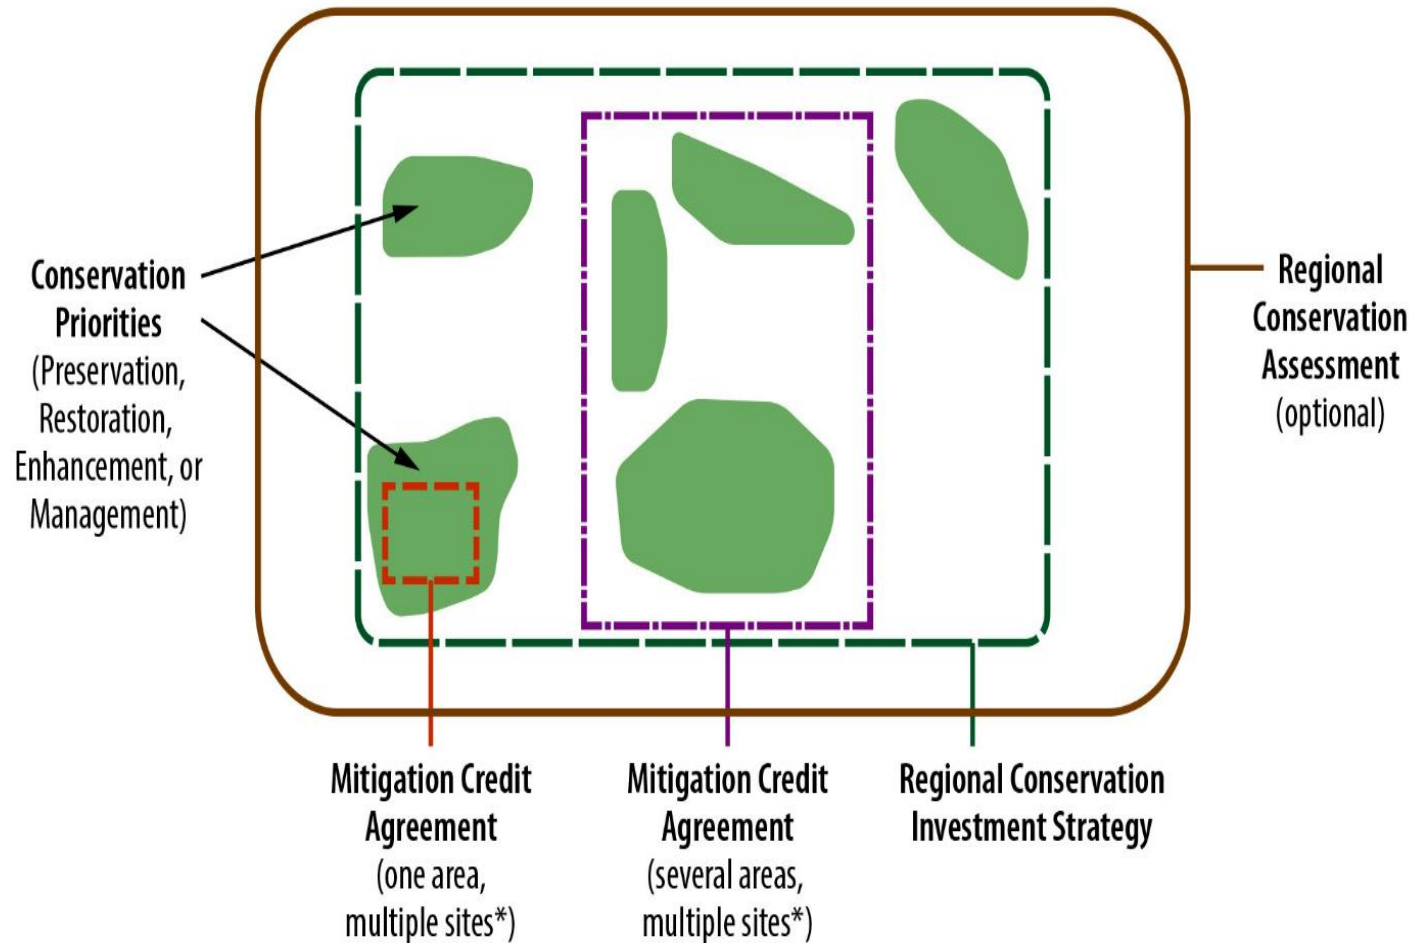 Conservation
Priorities
(Preservation,
Restoration,
Enhancement, or
Management)
Regional
Conservation
Assessment
(optional)
Mitigation Credit
Agreement
(one area,
multiple sites*)
Mitigation Credit
Agreement
(several areas,
multiple sites*)
Regional Conservation
Investment Strategy